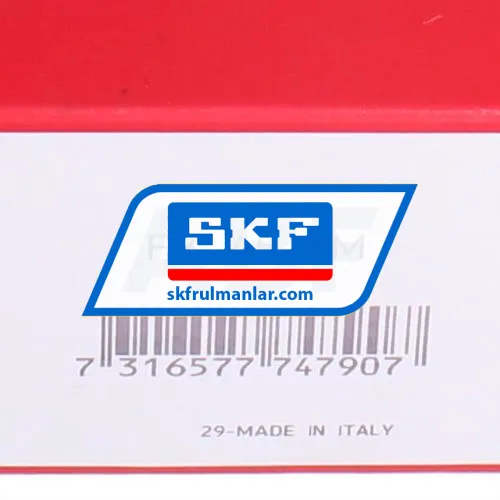 SKF
skfrulmanlar.com
7 316577 747907
29-MADE IN ITALY